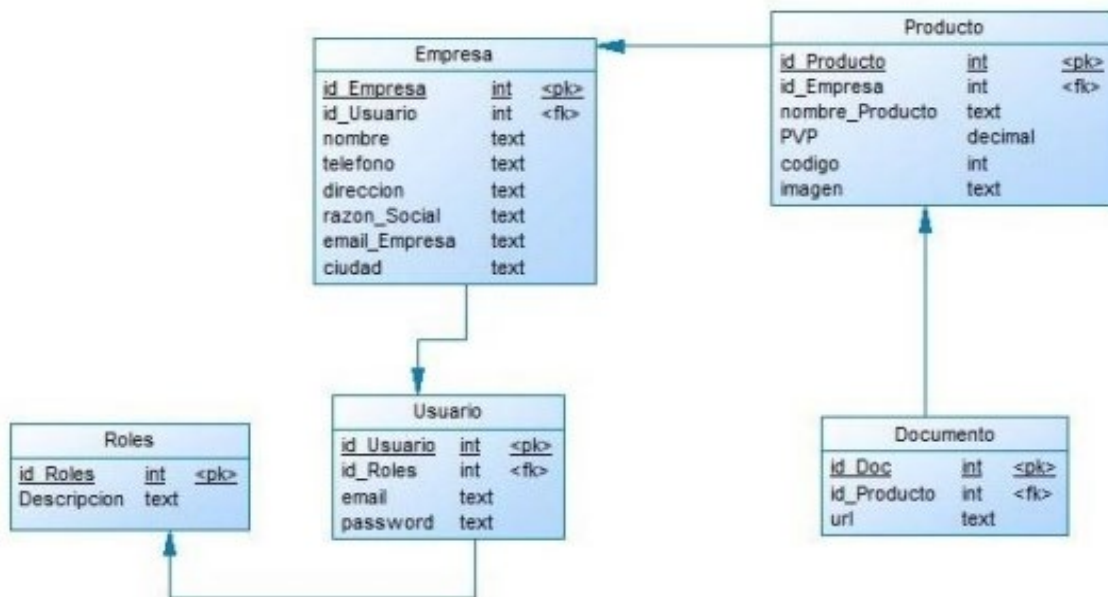 Empresa
id_Empresa int <pk>
id_Usuario int <fk>
nombre text
telefono text
direccion text
razon_Social text
email_Empresa text
ciudad text
Producto
id_Producto int <pk>
id_Empresa int <fk>
nombre_Producto text
PVP decimal
codigo int
imagen text
Roles
id_Roles int <pk>
Descripcion text
Usuario
id_Usuario int <pk>
id_Roles int <fk>
email text
password text
Documento
id_Doc int <pk>
id_Producto int <fk>
url text